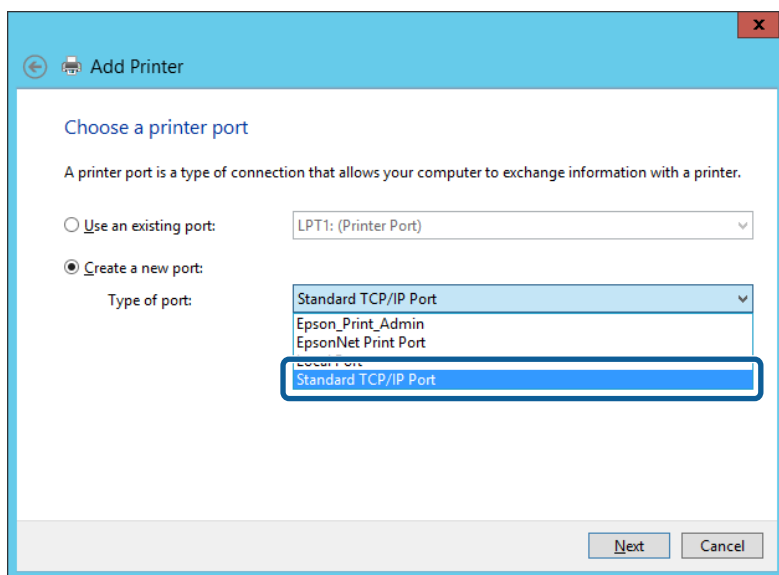 x
Add Printer
Choose a printer port
A printer port is a type of connection that allows your computer to exchange information with a printer.
Use an existing port: LPT1: (Printer Port)
Create a new port:
Type of port: Standard TCP/IP Port
Epson_Print_Admin
EpsonNet Print Port
Local Port
Standard TCP/IP Port
Next Cancel